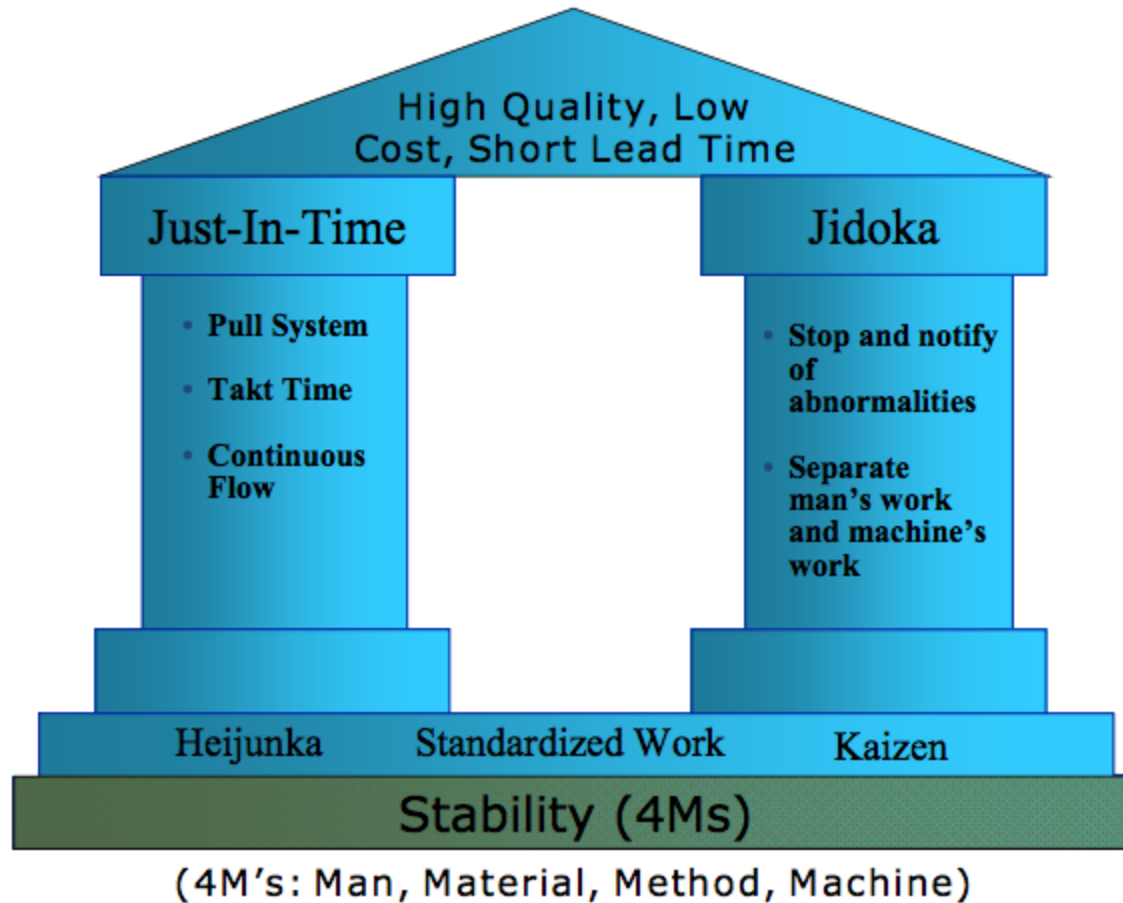 High Quality, Low
Cost, Short Lead Time
Just-In-Time
Jidoka
• Pull System
• Takt Time
• Continuous
Flow
• Stop and notify
of
abnormalities
• Separate
man’s work
and machine’s
work
Heijunka
Standardized Work
Kaizen
Stability (4Ms)
(4M’s: Man, Material, Method, Machine)